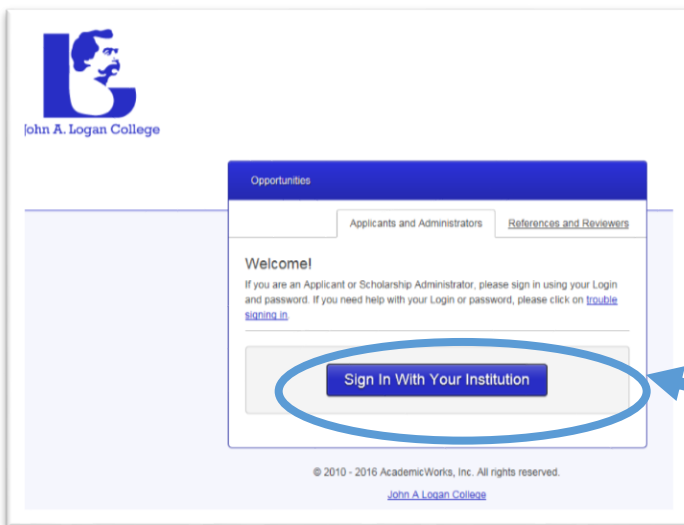 John A. Logan College
Opportunities
Applicants and Administrators
References and Reviewers
Welcome!
If you are an Applicant or Scholarship Administrator, please sign in using your Login
and password. If you need help with your Login or password, please click on trouble
signing in.
Sign In With Your Institution
© 2010 - 2016 AcademicWorks, Inc. All rights reserved.
John A Logan College